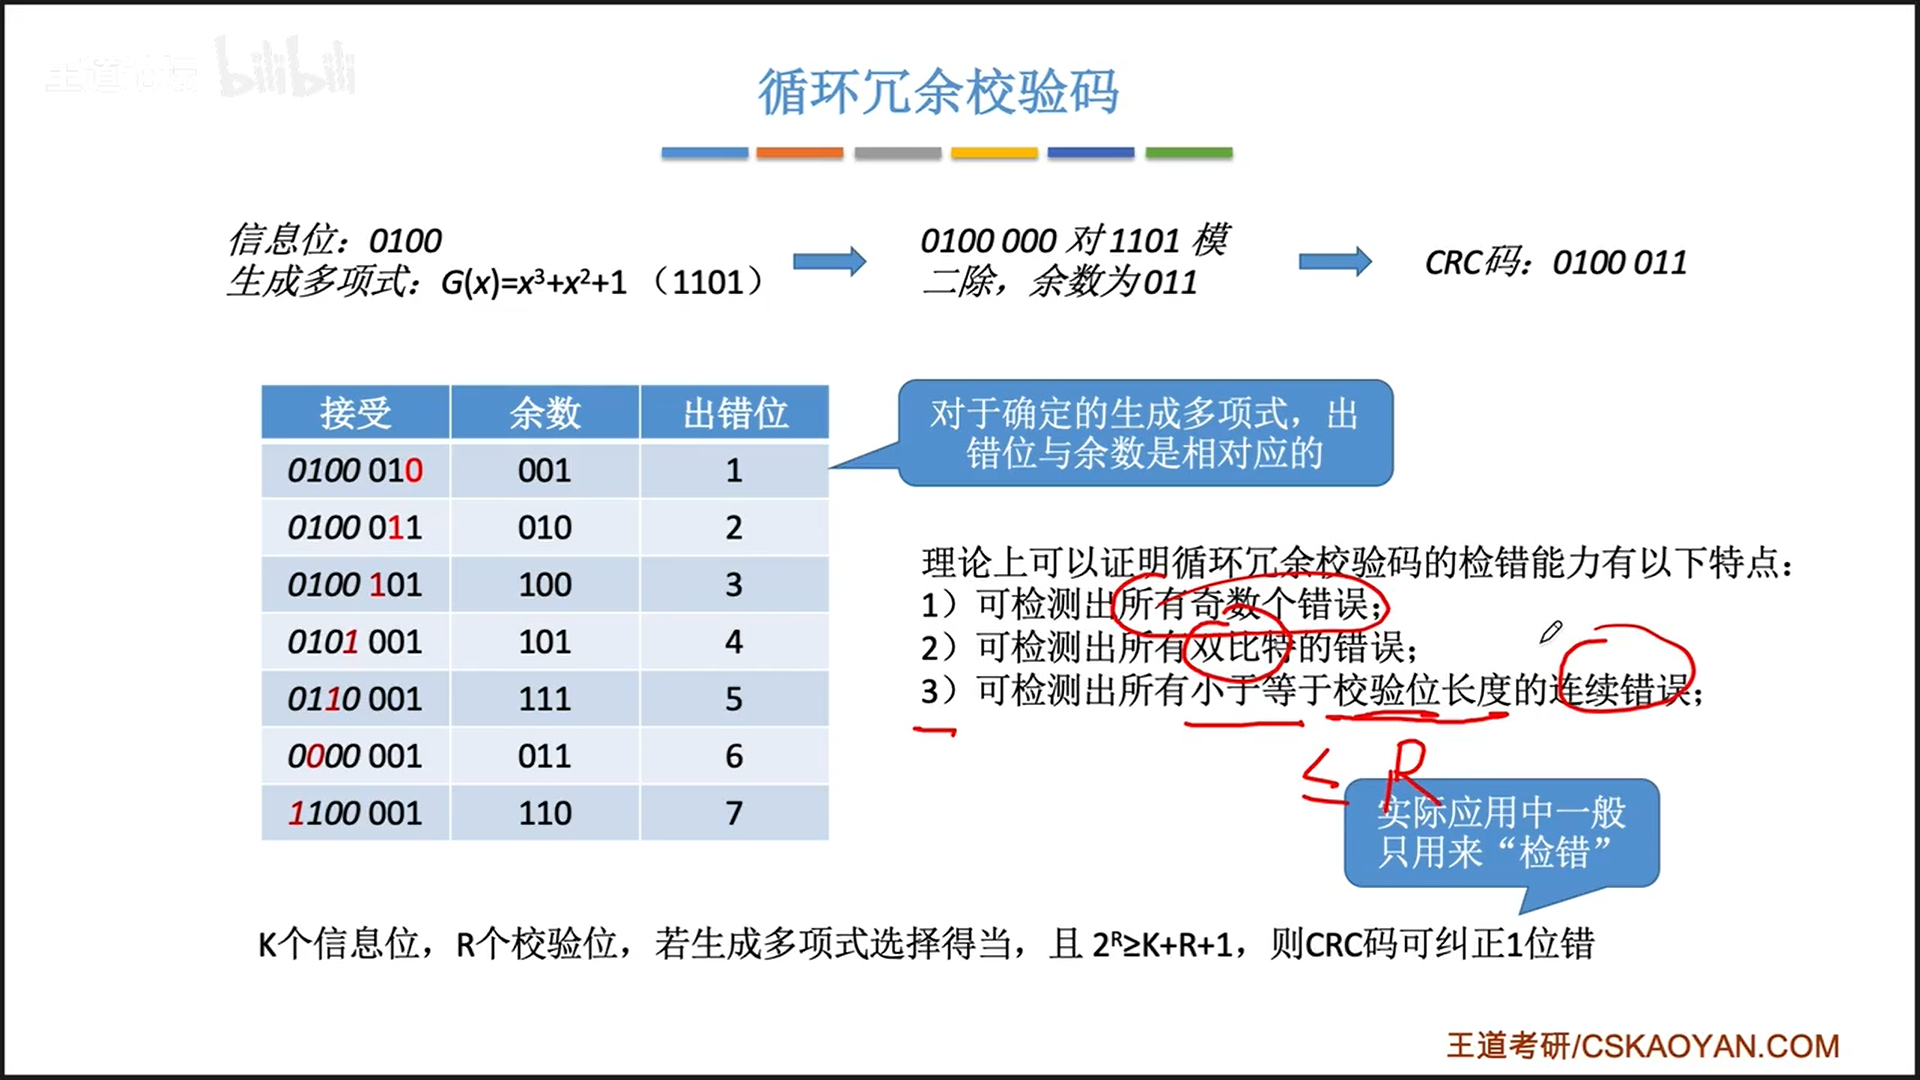 王道论坛 bilibili
循环冗余校验码
信息位：0100
生成多项式：G(x)=x³+x²+1 （1101）
0100 000 对 1101 模
二除，余数为 011
CRC码：0100 011
接受 余数 出错位
0100 010 001 1
0100 011 010 2
0100 101 100 3
0101 001 101 4
0110 001 111 5
0000 001 011 6
1100 001 110 7
对于确定的生成多项式，出
错位与余数是相对应的
理论上可以证明循环冗余校验码的检错能力有以下特点：
1）可检测出所有奇数个错误；
2）可检测出所有双比特的错误；
3）可检测出所有小于等于校验位长度的连续错误；
≤ R
实际应用中一般
只用来“检错”
K个信息位，R个校验位，若生成多项式选择得当，且 2ᴿ≥K+R+1，则CRC码可纠正1位错
王道考研/CSKAOYAN.COM